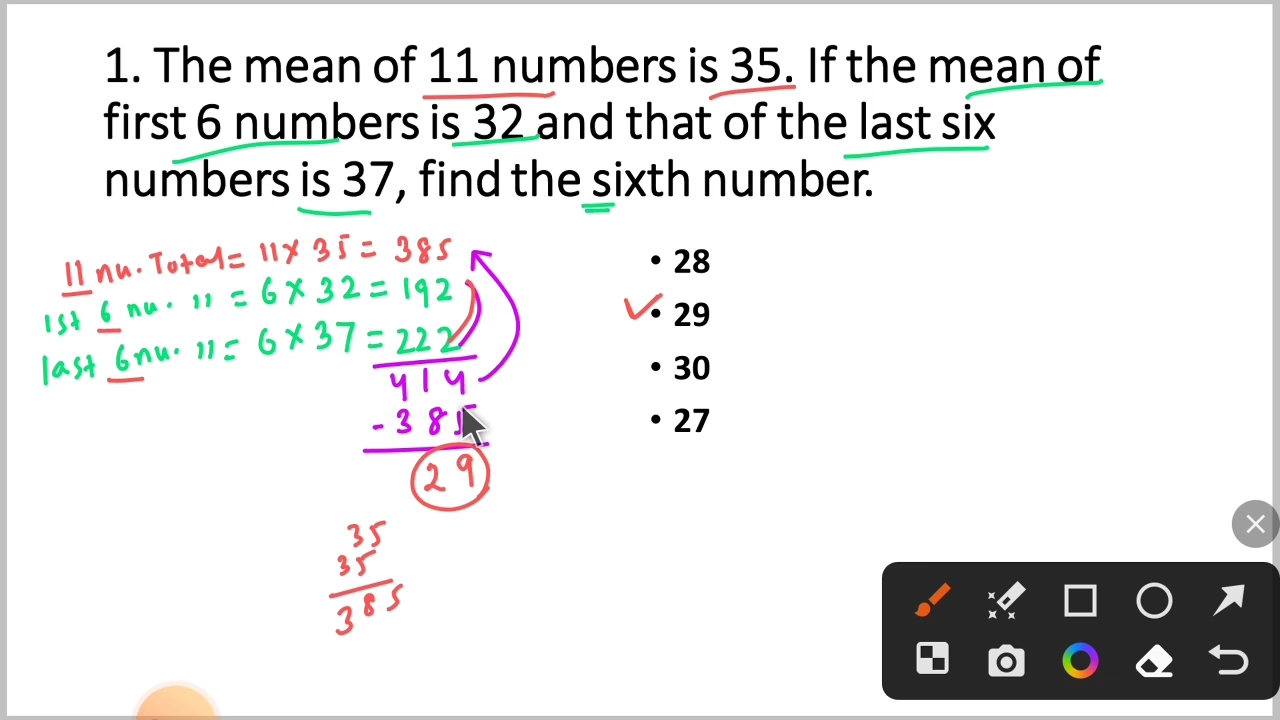 1. The mean of 11 numbers is 35. If the mean of
first 6 numbers is 32 and that of the last six
numbers is 37, find the sixth number.
11 nu. Total = 11 × 35 = 385
1st 6 nu. 11 = 6 × 32 = 192
last 6 nu. 11 = 6 × 37 = 222
414
- 385
29
35
35
385
• 28
• 29
• 30
• 27